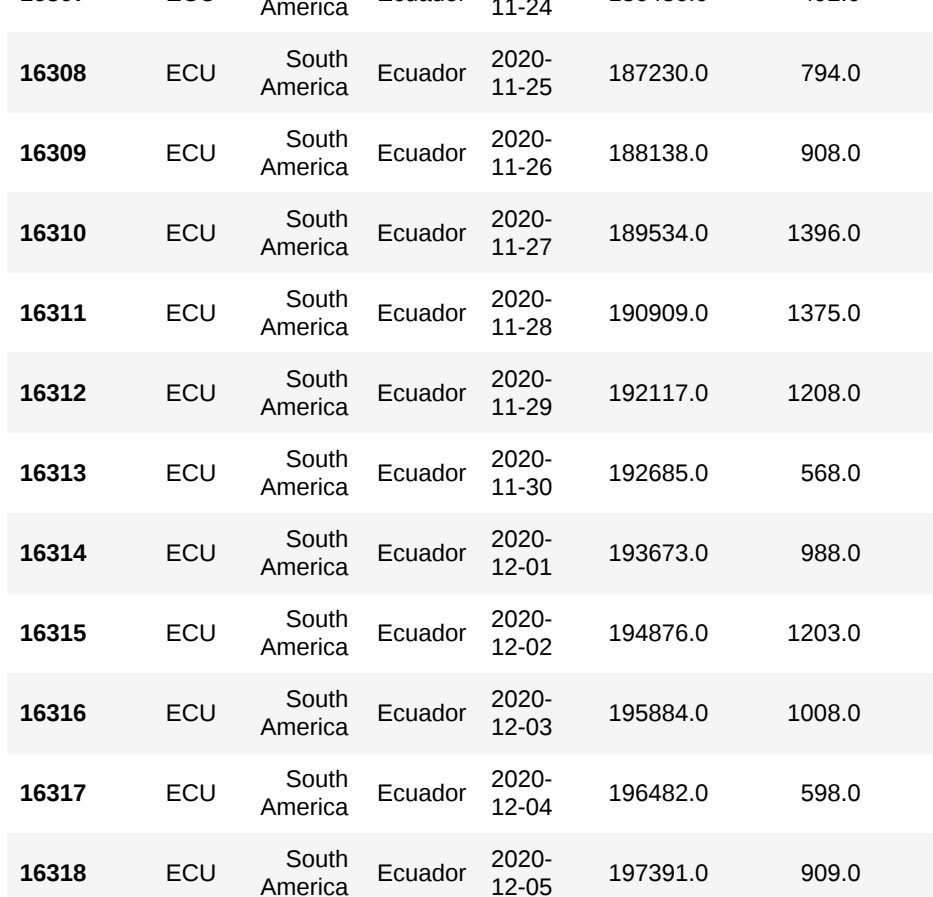 America 11-24
16308 ECU South America Ecuador 2020-11-25 187230.0 794.0
16309 ECU South America Ecuador 2020-11-26 188138.0 908.0
16310 ECU South America Ecuador 2020-11-27 189534.0 1396.0
16311 ECU South America Ecuador 2020-11-28 190909.0 1375.0
16312 ECU South America Ecuador 2020-11-29 192117.0 1208.0
16313 ECU South America Ecuador 2020-11-30 192685.0 568.0
16314 ECU South America Ecuador 2020-12-01 193673.0 988.0
16315 ECU South America Ecuador 2020-12-02 194876.0 1203.0
16316 ECU South America Ecuador 2020-12-03 195884.0 1008.0
16317 ECU South America Ecuador 2020-12-04 196482.0 598.0
16318 ECU South America Ecuador 2020-12-05 197391.0 909.0